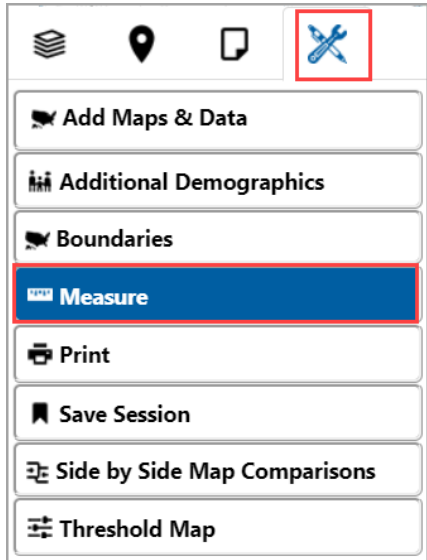 Add Maps & Data
Additional Demographics
Boundaries
Measure
Print
Save Session
Side by Side Map Comparisons
Threshold Map